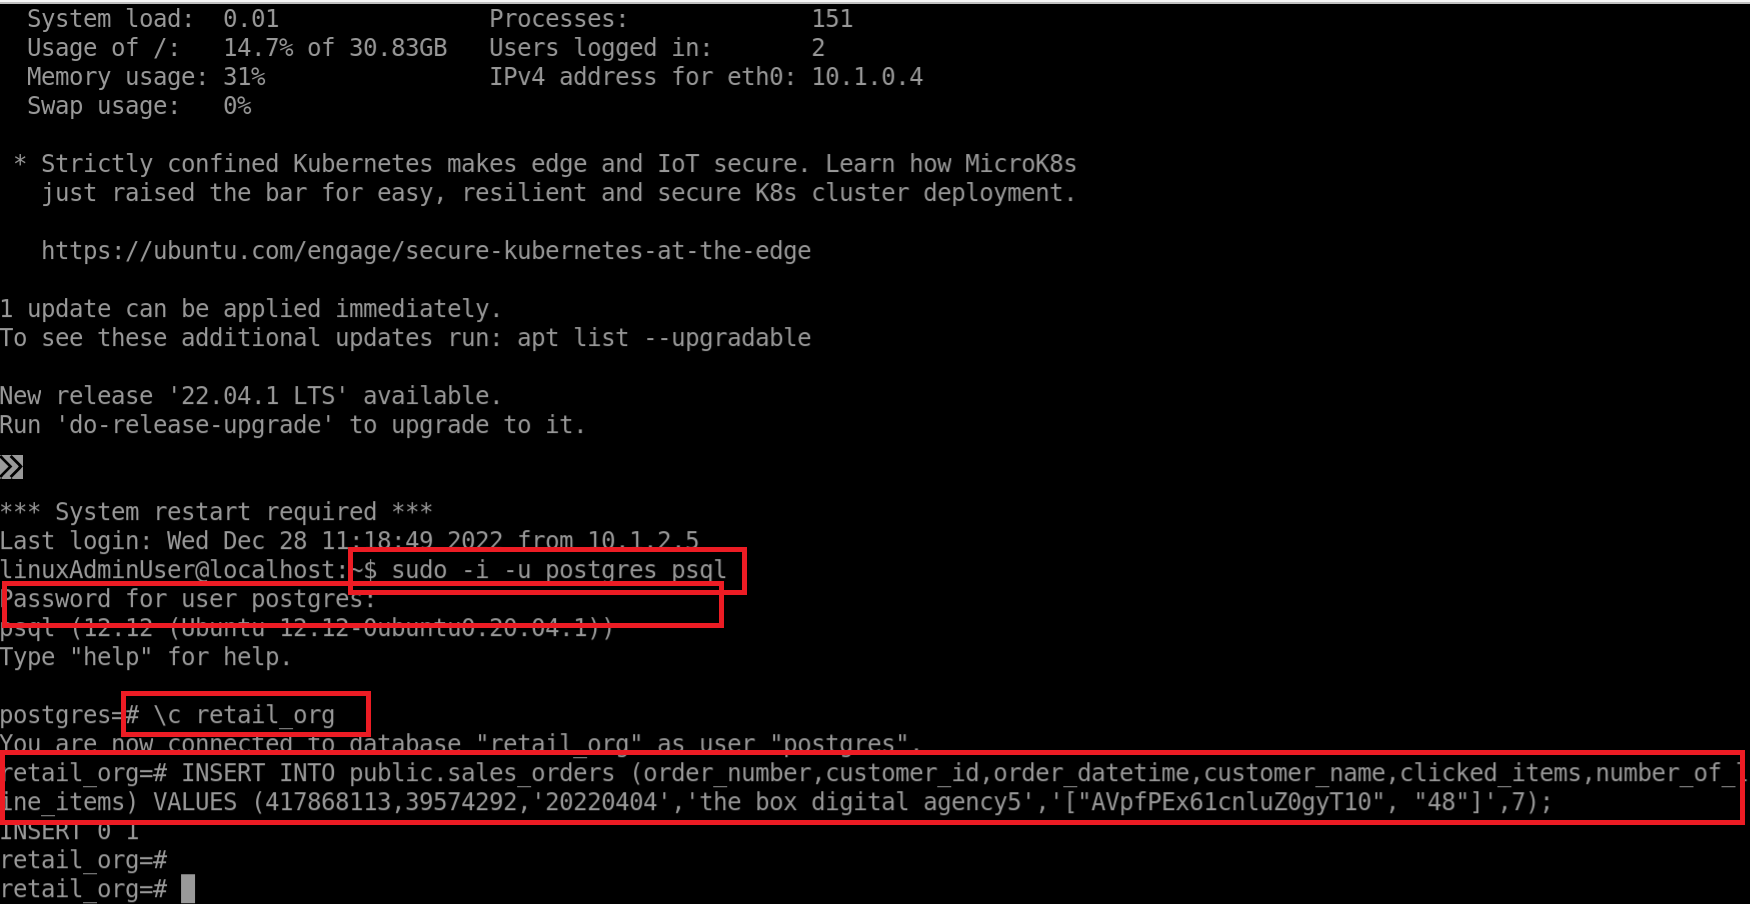 System load:  0.01               Processes:             151
Usage of /:   14.7% of 30.83GB   Users logged in:       2
Memory usage: 31%                IPv4 address for eth0: 10.1.0.4
Swap usage:   0%
* Strictly confined Kubernetes makes edge and IoT secure. Learn how MicroK8s
just raised the bar for easy, resilient and secure K8s cluster deployment.
https://ubuntu.com/engage/secure-kubernetes-at-the-edge
1 update can be applied immediately.
To see these additional updates run: apt list --upgradable
New release '22.04.1 LTS' available.
Run 'do-release-upgrade' to upgrade to it.
*** System restart required ***
Last login: Wed Dec 28 11:18:49 2022 from 10.1.2.5
linuxAdminUser@localhost:~$ sudo -i -u postgres psql
Password for user postgres:
psql (12.12 (Ubuntu 12.12-0ubuntu0.20.04.1))
Type "help" for help.
postgres=# \c retail_org
You are now connected to database "retail_org" as user "postgres".
retail_org=# INSERT INTO public.sales_orders (order_number,customer_id,order_datetime,customer_name,clicked_items,number_of_l
ine_items) VALUES (417868113,39574292,'20220404','the box digital agency5','["AVpfPEx61cnluZ0gyT10", "48"]',7);
INSERT 0 1
retail_org=#
retail_org=#